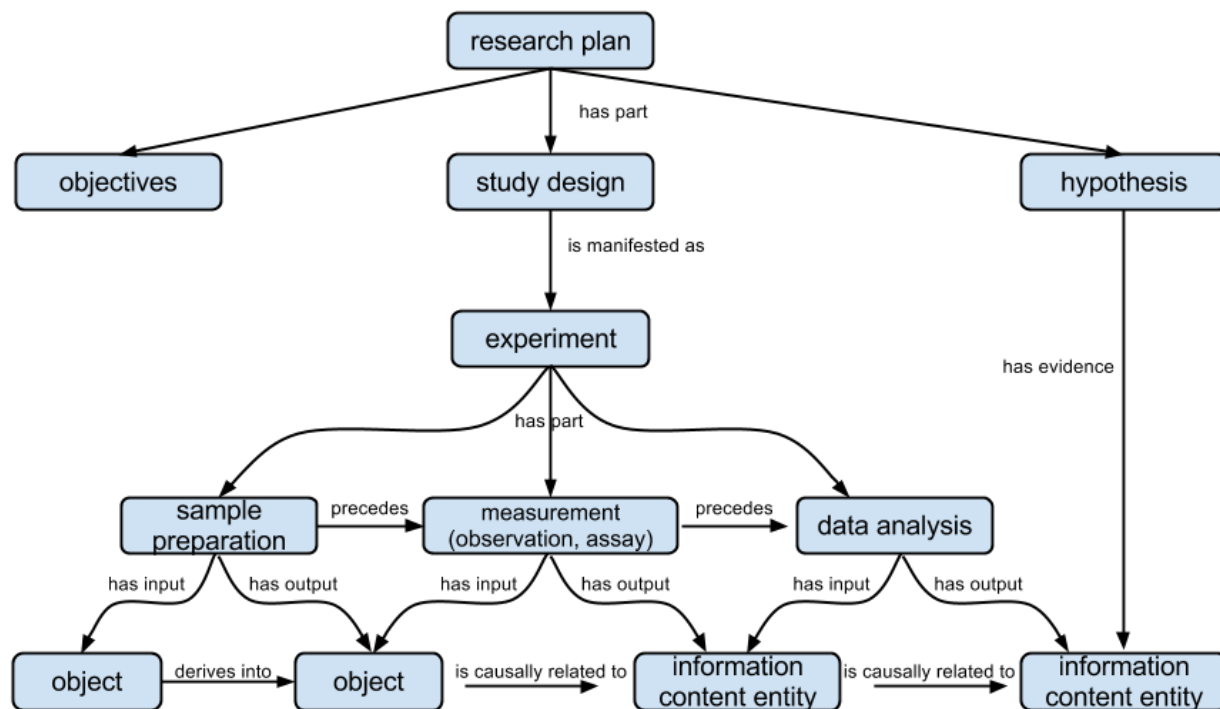 research plan
has part
objectives
study design
hypothesis
is manifested as
experiment
has evidence
has part
sample
preparation
precedes
measurement
(observation, assay)
precedes
data analysis
has input
has output
has input
has output
has input
has output
object
derives into
object
is causally related to
information
content entity
is causally related to
information
content entity